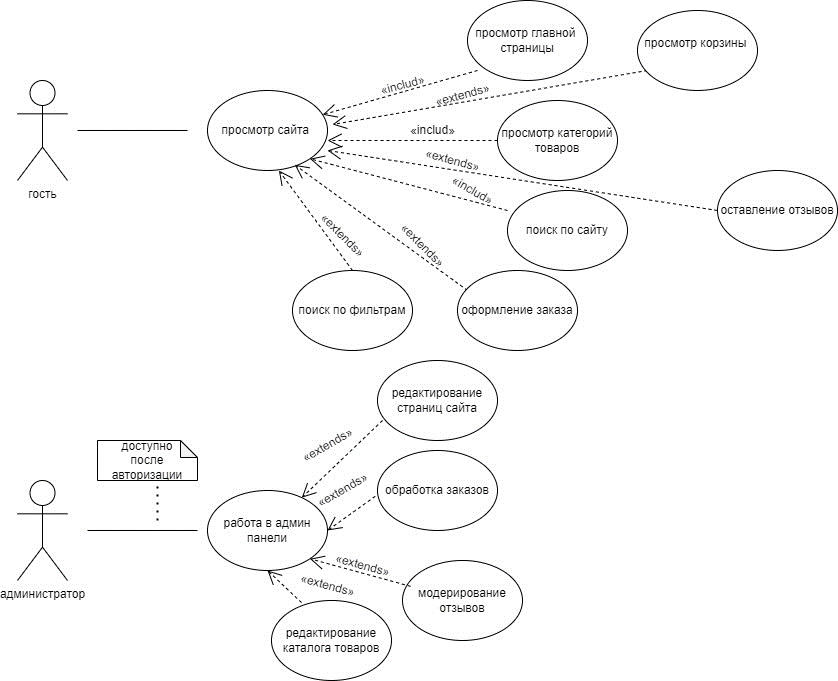 просмотр главной
страницы
просмотр корзины
«includ»
«extends»
просмотр сайта
«includ»
просмотр категорий
товаров
«extends»
«includ»
гость
оставление отзывов
поиск по сайту
«extends»
«extends»
поиск по фильтрам
оформление заказа
редактирование
страниц сайта
«extends»
доступно
после
авторизации
«extends»
обработка заказов
работа в админ
панели
«extends»
«extends»
администратор
модерирование
отзывов
редактирование
каталога товаров